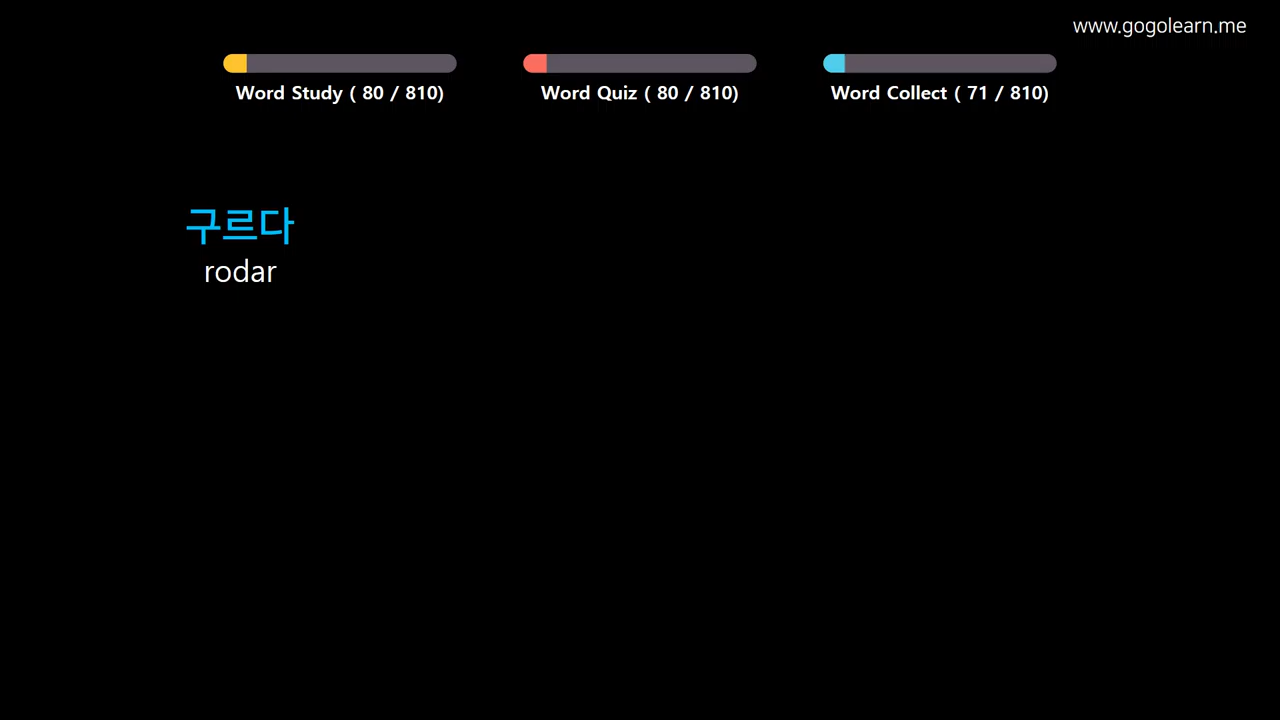 www.gogolearn.me
Word Study ( 80 / 810)
Word Quiz ( 80 / 810)
Word Collect ( 71 / 810)
구르다
rodar